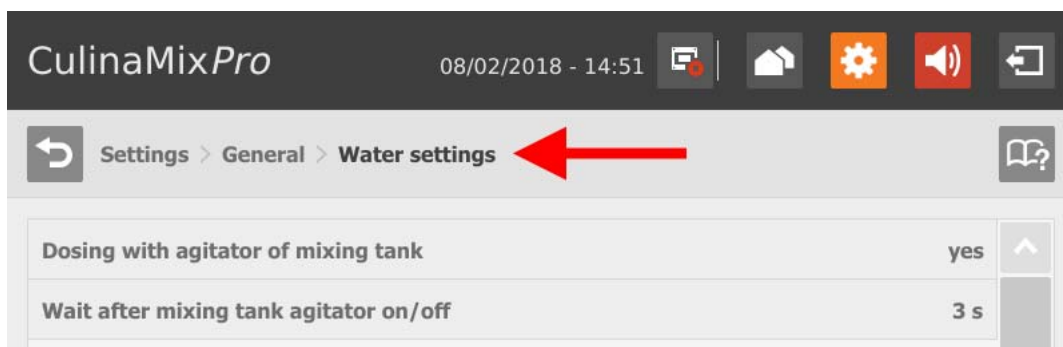 CulinaMixPro 08/02/2018 - 14:51
Settings > General > Water settings
Dosing with agitator of mixing tank yes
Wait after mixing tank agitator on/off 3 s